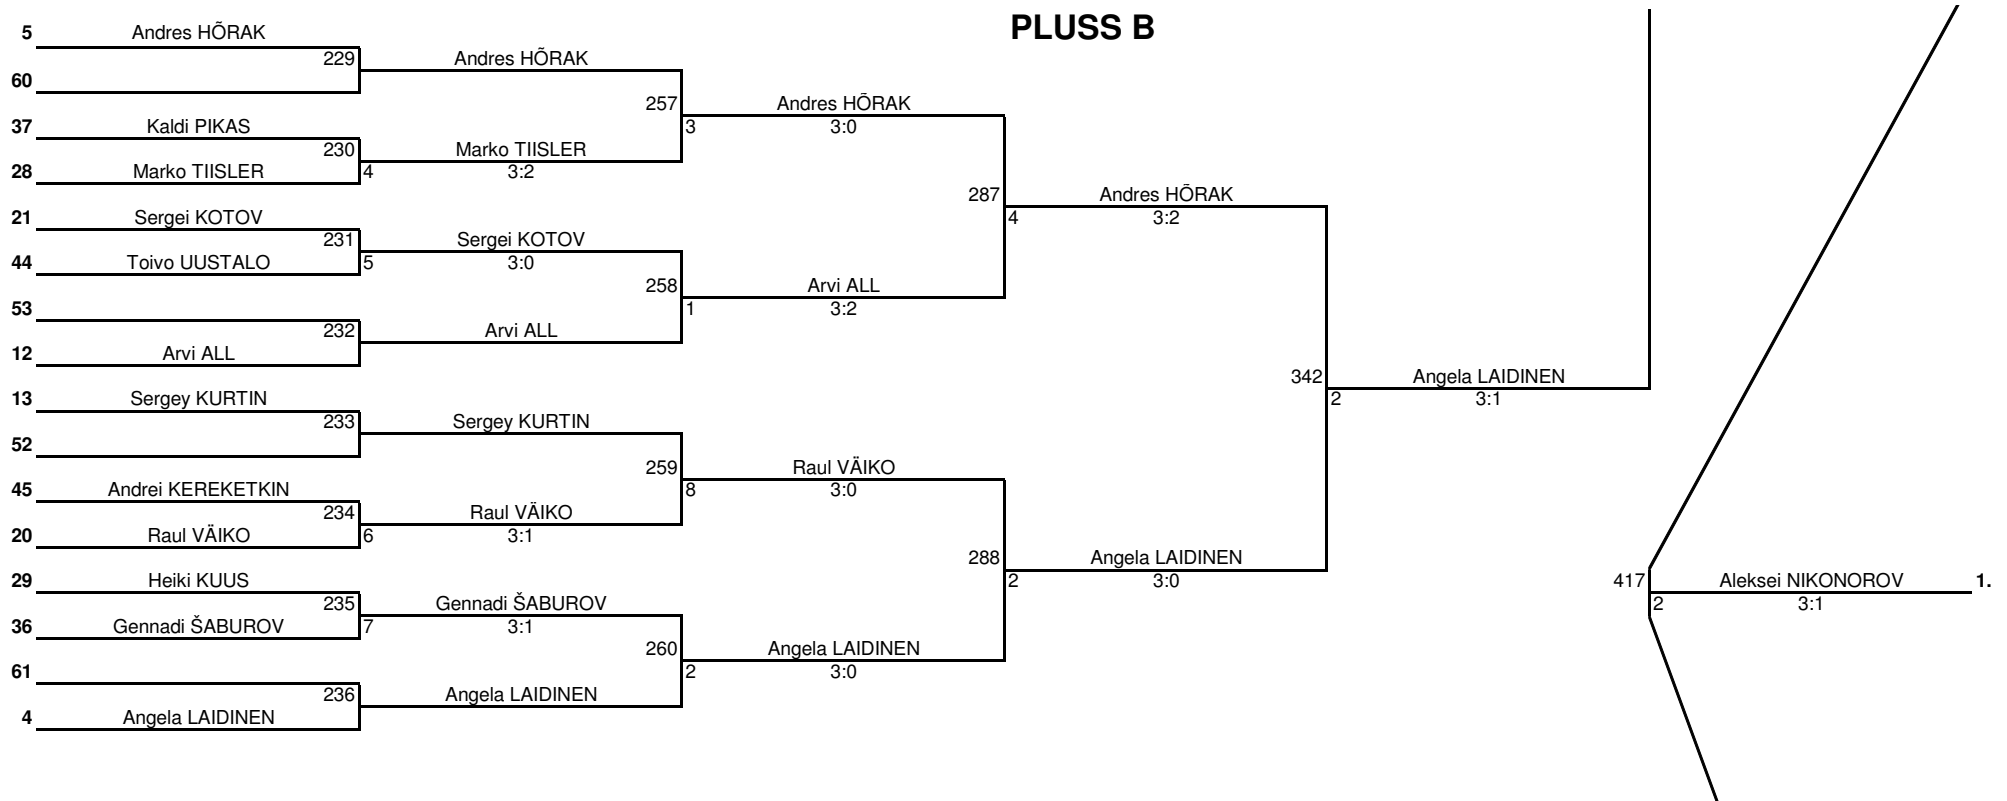 PLUSS B
5 Andres HÕRAK
229 Andres HÕRAK
60
257 Andres HÕRAK
37 Kaldi PIKAS
3 3:0
230 Marko TIISLER
28 Marko TIISLER 4 3:2
287 Andres HÕRAK
21 Sergei KOTOV
4 3:2
231 Sergei KOTOV
44 Toivo UUSTALO 5 3:0
258 Arvi ALL
53
1 3:2
232 Arvi ALL
12 Arvi ALL
342 Angela LAIDINEN
13 Sergey KURTIN
2 3:1
233 Sergey KURTIN
52
259 Raul VÄIKO
45 Andrei KEREKETKIN
8 3:0
234 Raul VÄIKO
20 Raul VÄIKO 6 3:1
288 Angela LAIDINEN
29 Heiki KUUS
2 3:0
417 Aleksei NIKONOROV 1.
235 Gennadi ŠABUROV
2 3:1
36 Gennadi ŠABUROV 7 3:1
260 Angela LAIDINEN
61
2 3:0
236 Angela LAIDINEN
4 Angela LAIDINEN